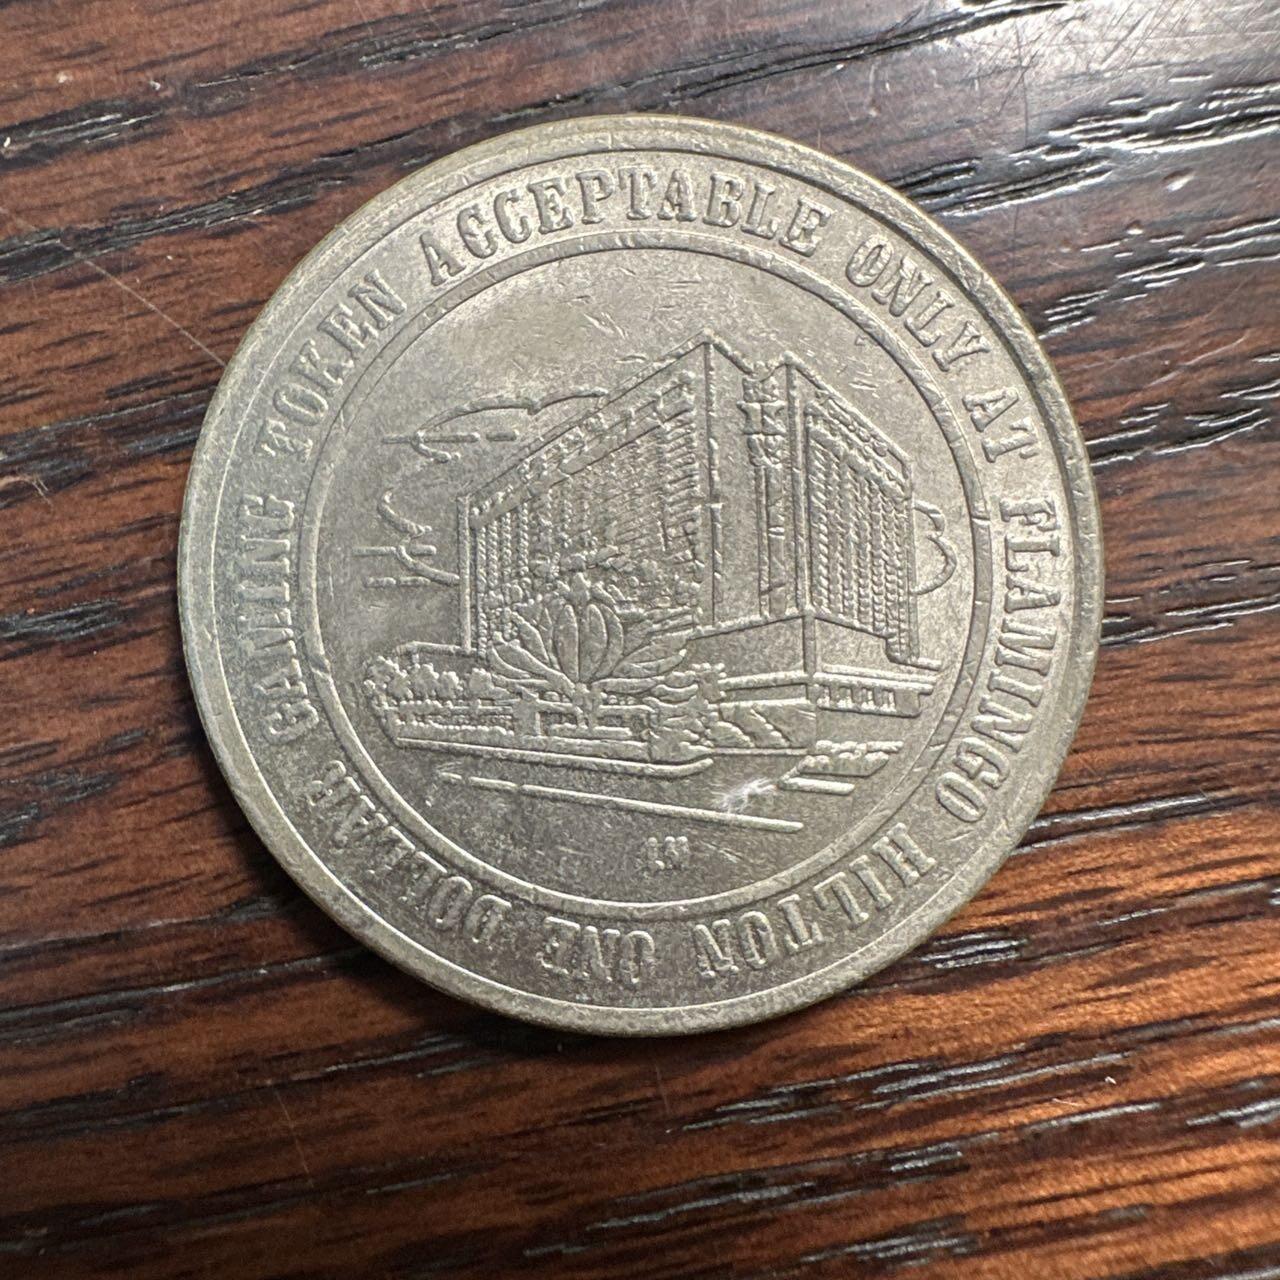 ONE DOLLAR GAMING TOKEN ACCEPTABLE ONLY AT FLAMINGO HILTON